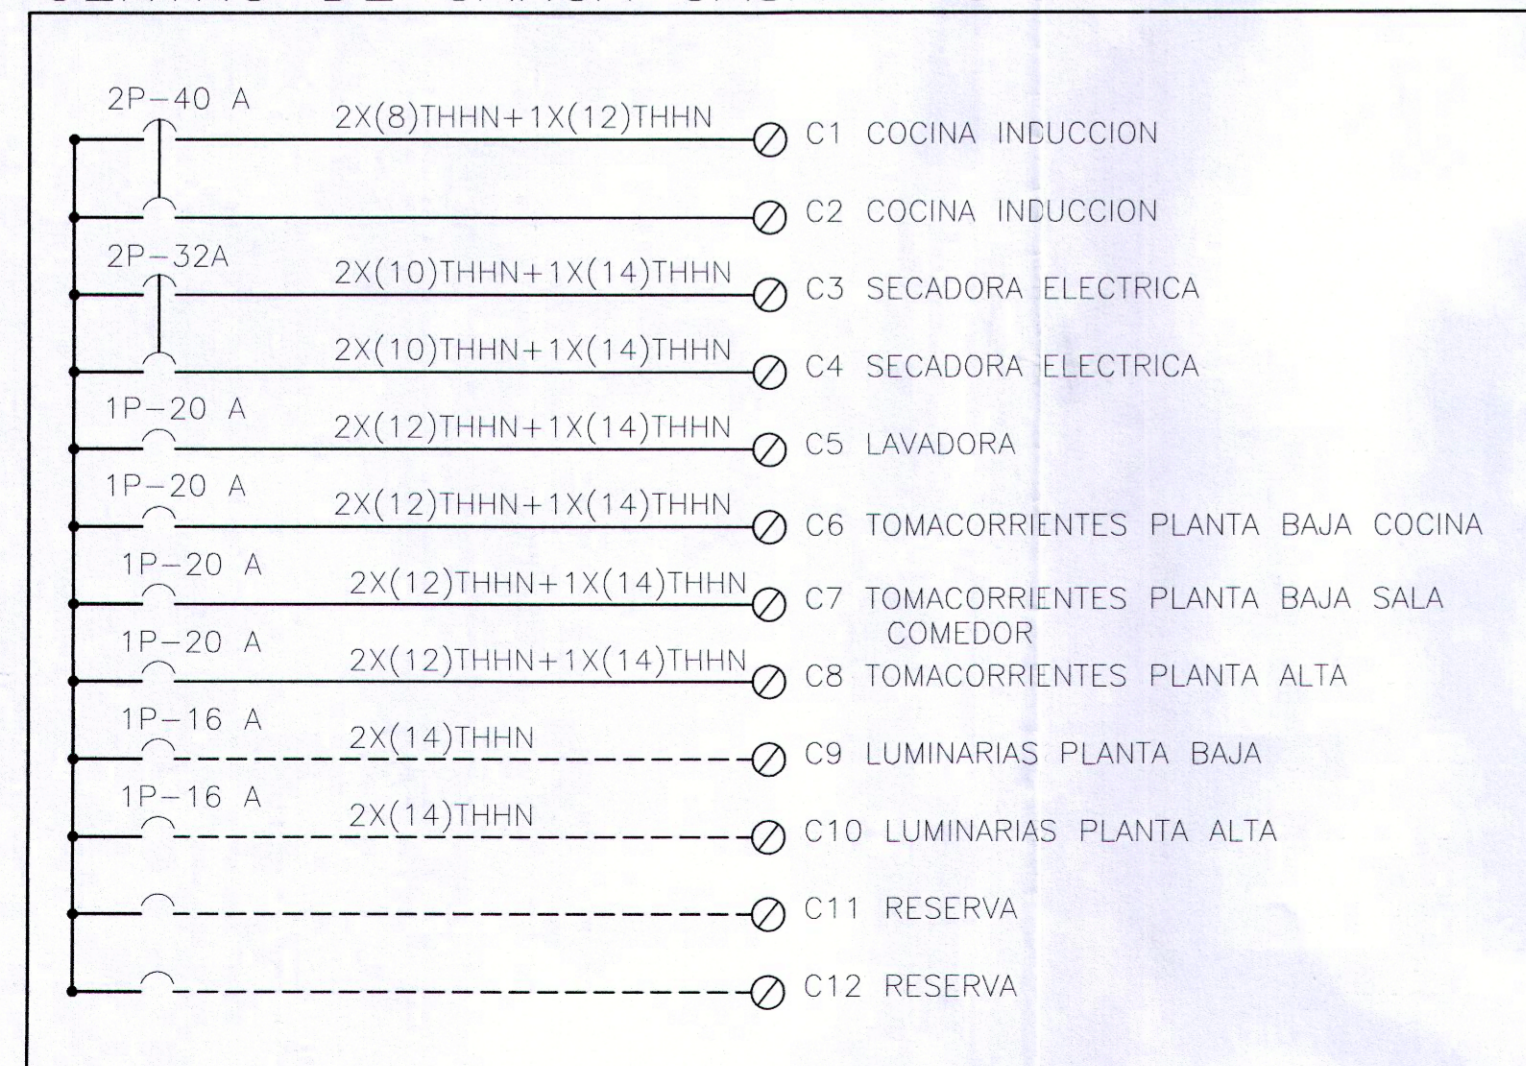 2P-40 A
2X(8)THHN+1X(12)THHN
C1 COCINA INDUCCION
C2 COCINA INDUCCION
2P-32A
2X(10)THHN+1X(14)THHN
C3 SECADORA ELECTRICA
2X(10)THHN+1X(14)THHN
C4 SECADORA ELECTRICA
1P-20 A
2X(12)THHN+1X(14)THHN
C5 LAVADORA
1P-20 A
2X(12)THHN+1X(14)THHN
C6 TOMACORRIENTES PLANTA BAJA COCINA
1P-20 A
2X(12)THHN+1X(14)THHN
C7 TOMACORRIENTES PLANTA BAJA SALA
COMEDOR
1P-20 A
2X(12)THHN+1X(14)THHN
C8 TOMACORRIENTES PLANTA ALTA
1P-16 A
2X(14)THHN
C9 LUMINARIAS PLANTA BAJA
1P-16 A
2X(14)THHN
C10 LUMINARIAS PLANTA ALTA
C11 RESERVA
C12 RESERVA